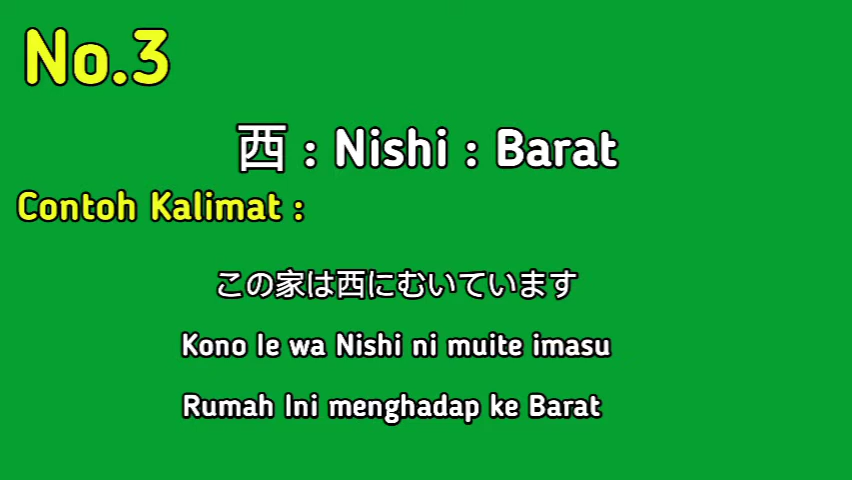 No.3
西 : Nishi : Barat
Contoh Kalimat :
この家は西にむいています
Kono Ie wa Nishi ni muite imasu
Rumah Ini menghadap ke Barat